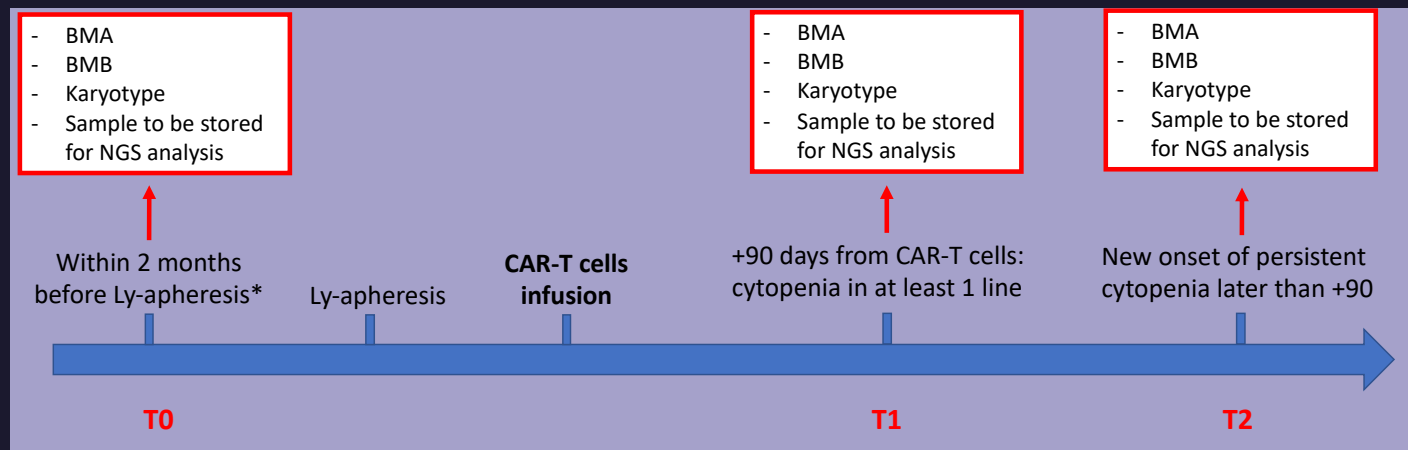 - BMA
- BMB
- Karyotype
- Sample to be stored
for NGS analysis
- BMA
- BMB
- Karyotype
- Sample to be stored
for NGS analysis
- BMA
- BMB
- Karyotype
- Sample to be stored
for NGS analysis
Within 2 months
before Ly-apheresis*
Ly-apheresis
CAR-T cells
infusion
+90 days from CAR-T cells:
cytopenia in at least 1 line
New onset of persistent
cytopenia later than +90
T0
T1
T2